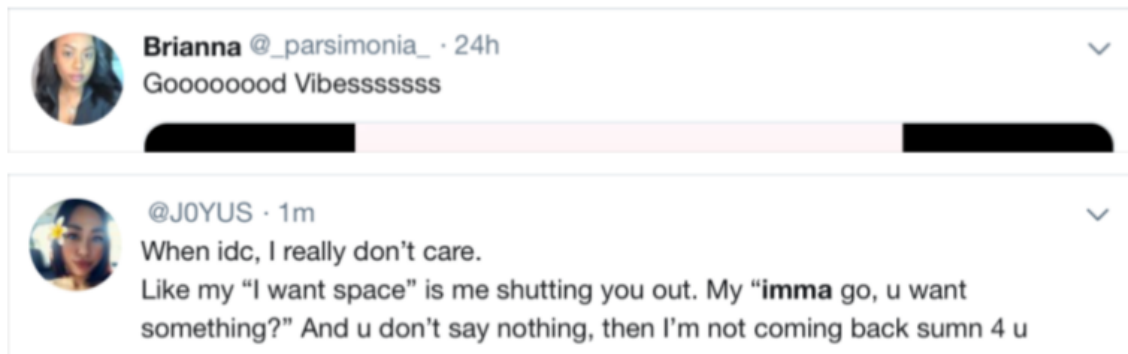 Brianna @_parsimonia_ · 24h
Goooooood Vibesssssss
@J0YUS · 1m
When idc, I really don’t care.
Like my “I want space” is me shutting you out. My “imma go, u want
something?” And u don’t say nothing, then I’m not coming back sumn 4 u